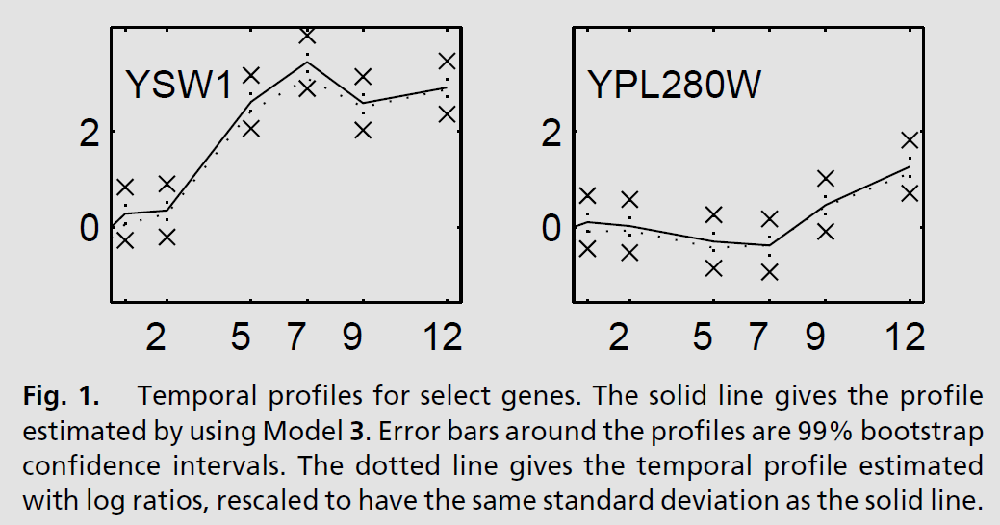 YSW1 YPL280W
2 2
0 0
2 5 7 9 12 2 5 7 9 12
Fig. 1. Temporal profiles for select genes. The solid line gives the profile
estimated by using Model 3. Error bars around the profiles are 99% bootstrap
confidence intervals. The dotted line gives the temporal profile estimated
with log ratios, rescaled to have the same standard deviation as the solid line.